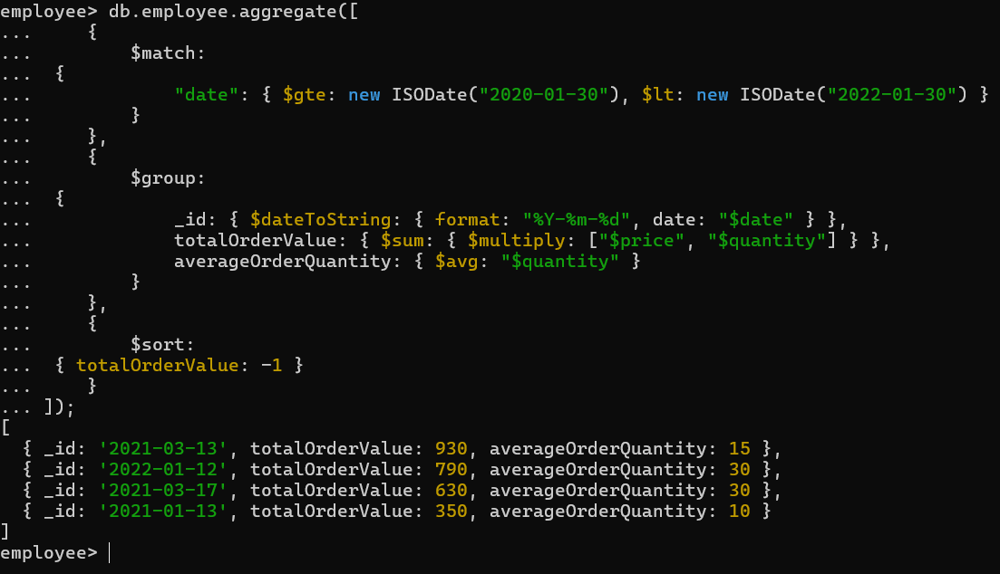 employee> db.employee.aggregate([
...     {
...         $match:
...  {
...             "date": { $gte: new ISODate("2020-01-30"), $lt: new ISODate("2022-01-30") }
...         }
...     },
...     {
...         $group:
...  {
...             _id: { $dateToString: { format: "%Y-%m-%d", date: "$date" } },
...             totalOrderValue: { $sum: { $multiply: ["$price", "$quantity"] } },
...             averageOrderQuantity: { $avg: "$quantity" }
...         }
...     },
...     {
...         $sort:
...  { totalOrderValue: -1 }
...     }
... ]);
[
  { _id: '2021-03-13', totalOrderValue: 930, averageOrderQuantity: 15 },
  { _id: '2022-01-12', totalOrderValue: 790, averageOrderQuantity: 30 },
  { _id: '2021-03-17', totalOrderValue: 630, averageOrderQuantity: 30 },
  { _id: '2021-01-13', totalOrderValue: 350, averageOrderQuantity: 10 }
]
employee>